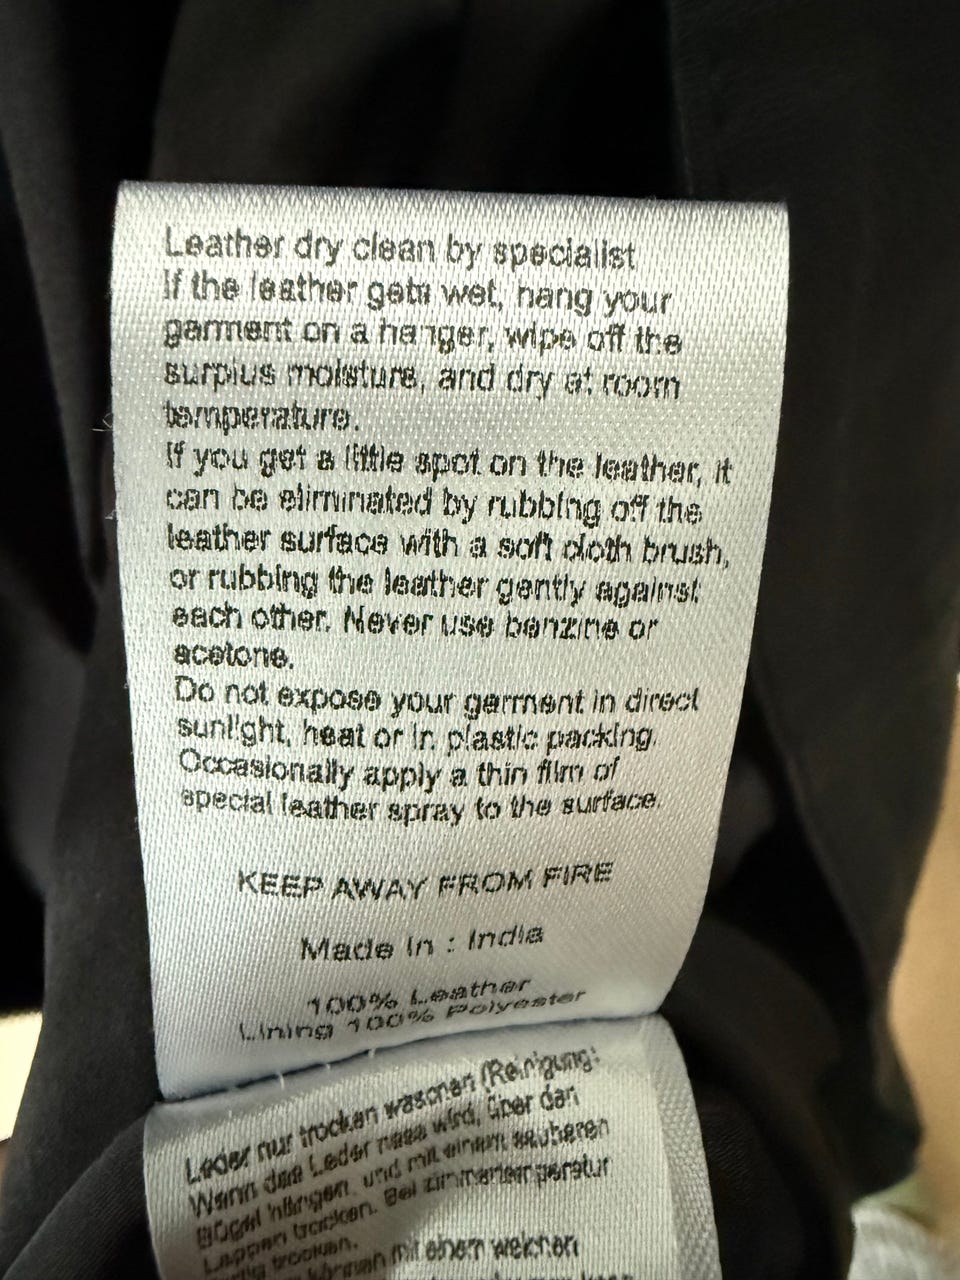 Leather dry clean by specialist
If the leather gets wet, hang your
garment on a hanger, wipe off the
surplus moisture, and dry at room
temperature.
If you get a little spot on the leather, it
can be eliminated by rubbing off the
leather surface with a soft cloth brush,
or rubbing the leather gently against
each other. Never use benzine or
acetone.
Do not expose your garment in direct
sunlight, heat or in plastic packing.
Occasionally apply a thin film of
special leather spray to the surface.
KEEP AWAY FROM FIRE
Made in : India
100% Leather
Lining 100% Polyester
Leder nur trocken waschen (Reinigung:
Wenn das Leder nass wird, über den
Bügel hängen, und mit einem sauberen
Lappen trocken. Bei zimmertemperatur
trocknen.
können mit einem weichen